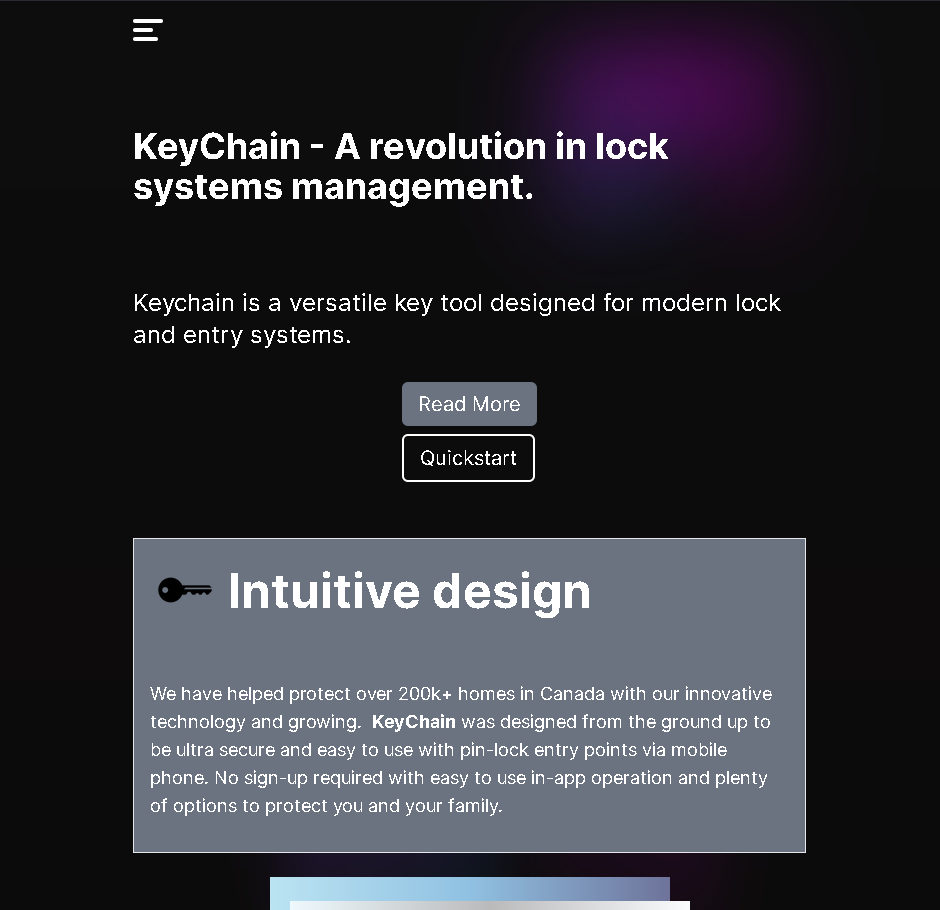 KeyChain - A revolution in lock
systems management.
Keychain is a versatile key tool designed for modern lock
and entry systems.
Read More
Quickstart
Intuitive design
We have helped protect over 200k+ homes in Canada with our innovative
technology and growing.  KeyChain was designed from the ground up to
be ultra secure and easy to use with pin-lock entry points via mobile
phone. No sign-up required with easy to use in-app operation and plenty
of options to protect you and your family.